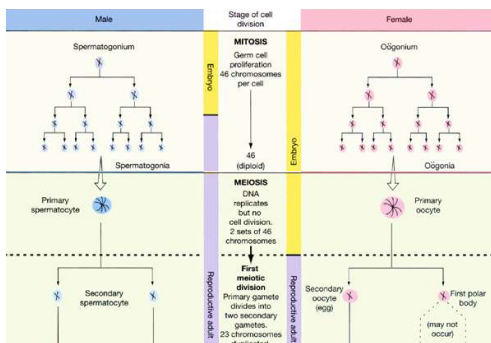 Male
Stage of cell
division
Female
Spermatogonium
MITOSIS
Germ cell
proliferation
46 chromosomes
per cell
Oögonium
Embryo
46
(diploid)
Embryo
Spermatogonia
Oögonia
Primary
spermatocyte
MEIOSIS
DNA
replicates
but no
cell division.
2 sets of 46
chromosomes
Primary
oocyte
Reproductive adult
First
meiotic
division
Primary gamete
divides into
two secondary
gametes.
23 chromosomes
Reproductive adult
Secondary
spermatocyte
Secondary
oocyte
(egg)
First polar
body
(may not
occur)